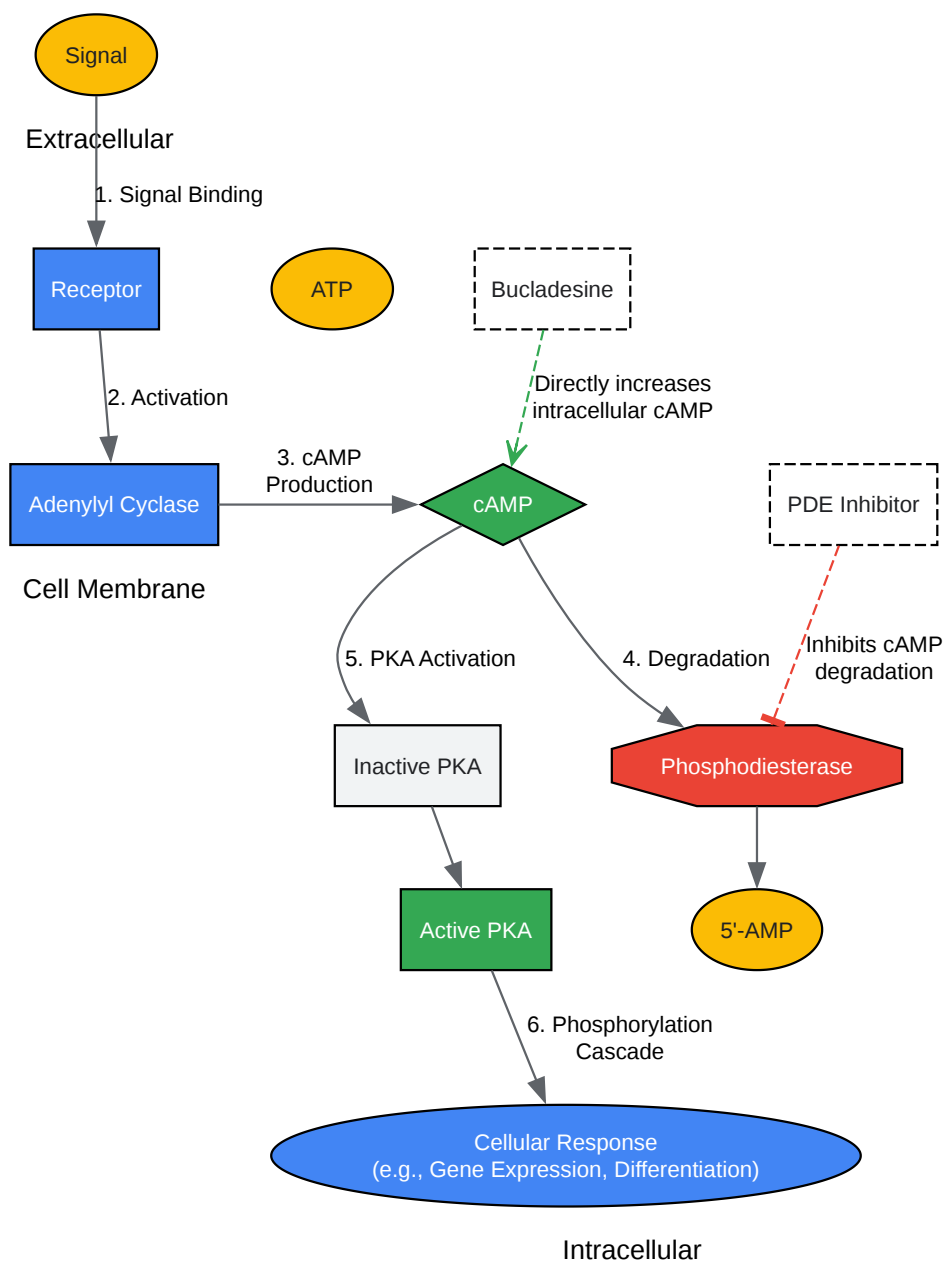 Signal
Extracellular
1. Signal Binding
Receptor
ATP
Bucladesine
2. Activation
Directly increases
intracellular cAMP
3. cAMP
Production
Adenylyl Cyclase
cAMP
PDE Inhibitor
Cell Membrane
5. PKA Activation
4. Degradation
Inhibits cAMP
degradation
Inactive PKA
Phosphodiesterase
Active PKA
5'-AMP
6. Phosphorylation
Cascade
Cellular Response
(e.g., Gene Expression, Differentiation)
Intracellular